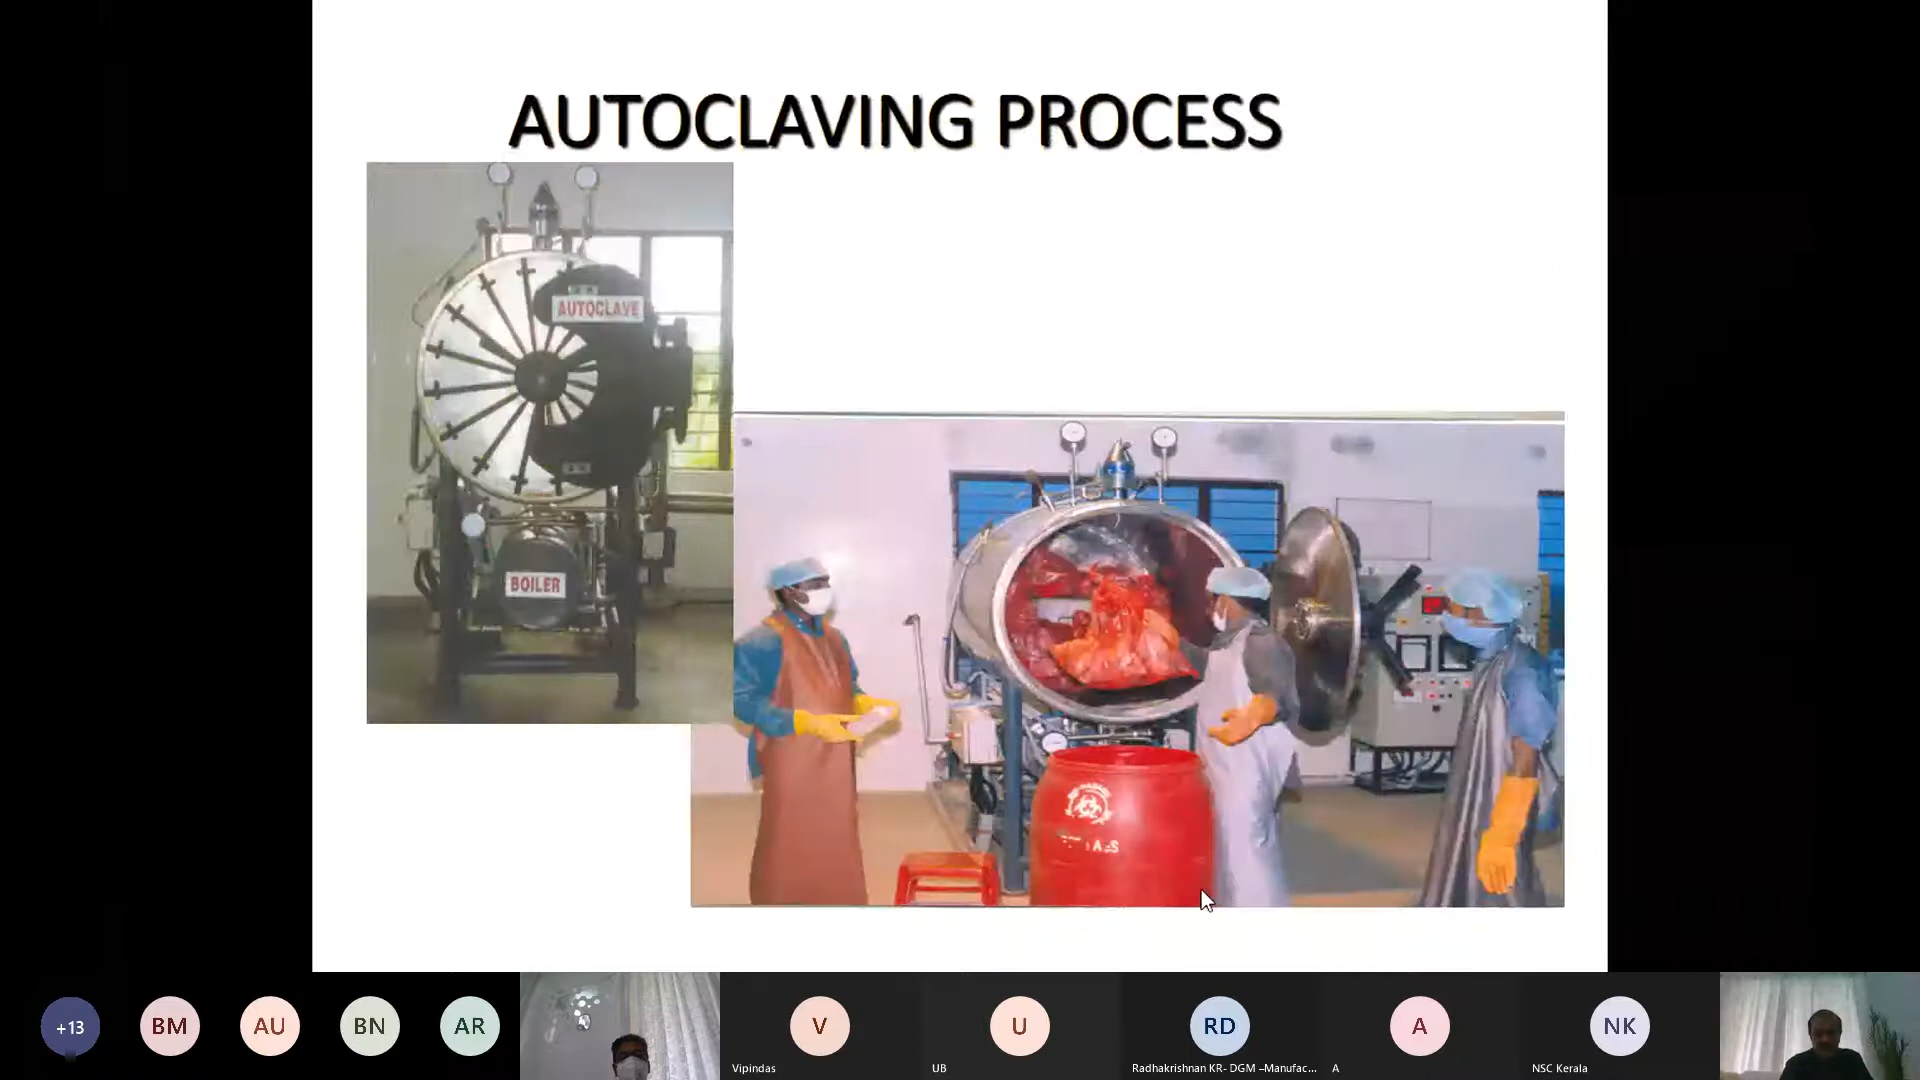 AUTOCLAVING PROCESS
AUTOCLAVE
BOILER
+13
BM
AU
BN
AR
V
Vipindas
U
UB
RD
Radhakrishnan KR- DGM –Manufac...
A
A
NK
NSC Kerala